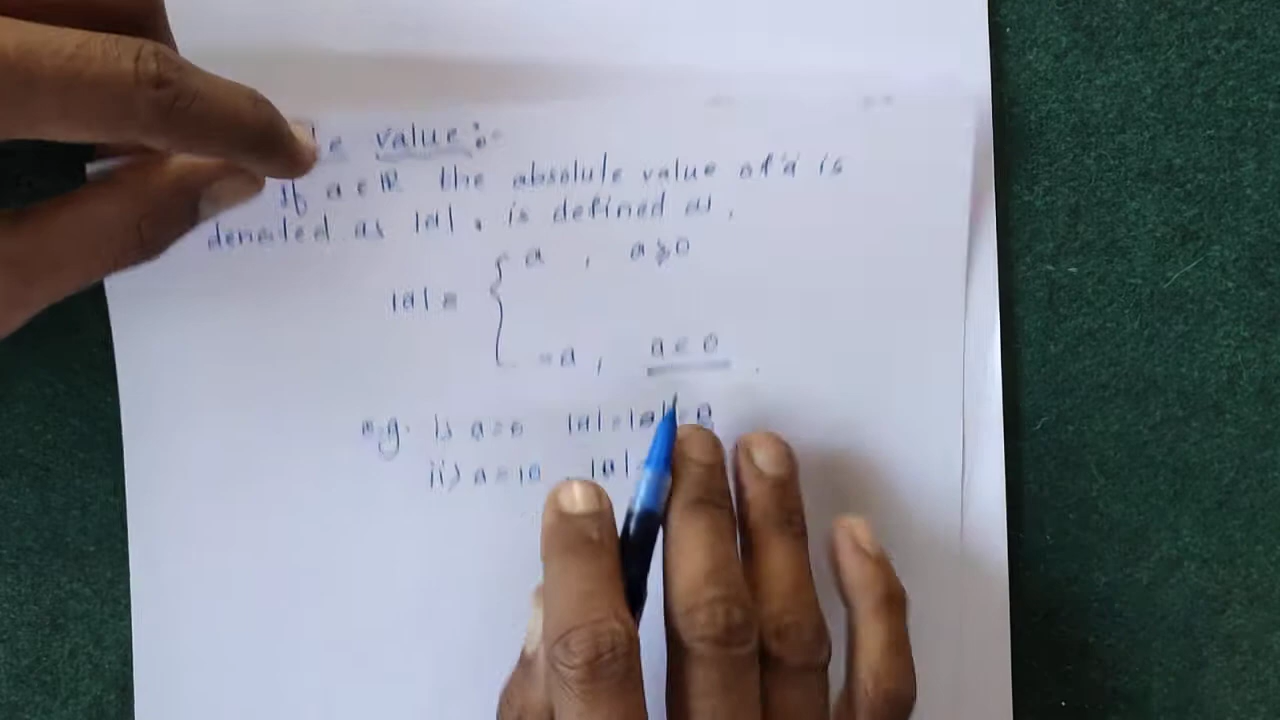 value:-
If a ∈ ℝ the absolute value of 'a' is
denoted as |a|, is defined as,
|a| = { a , a ≥ 0
-a , a < 0
e.g. i) a = 0 |a| = |0| = 0
ii) a = 10 |a|